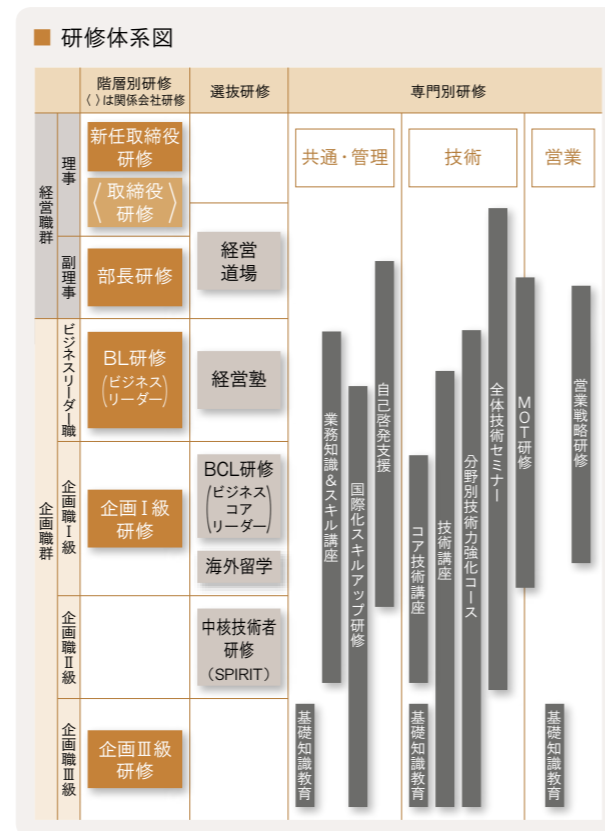 研修体系図
階層別研修
〈 〉は関係会社研修
選抜研修
専門別研修
経営職群
理事
副理事
企画職群
ビジネスリーダー職
企画職Ⅰ級
企画職Ⅱ級
企画職Ⅲ級
新任取締役
研修
〈取締役
研修〉
部長研修
BL研修
(ビジネス
リーダー)
企画Ⅰ級
研修
企画Ⅲ級
研修
経営
道場
経営塾
BCL研修
(ビジネス
コア
リーダー)
海外留学
中核技術者
研修
(SPIRIT)
共通・管理
基礎知識教育
業務知識&スキル講座
国際化スキルアップ研修
自己啓発支援
技術
コア技術講座
基礎知識教育
技術講座
分野別技術力強化コース
全体技術セミナー
MOT研修
営業
基礎知識教育
営業戦略研修